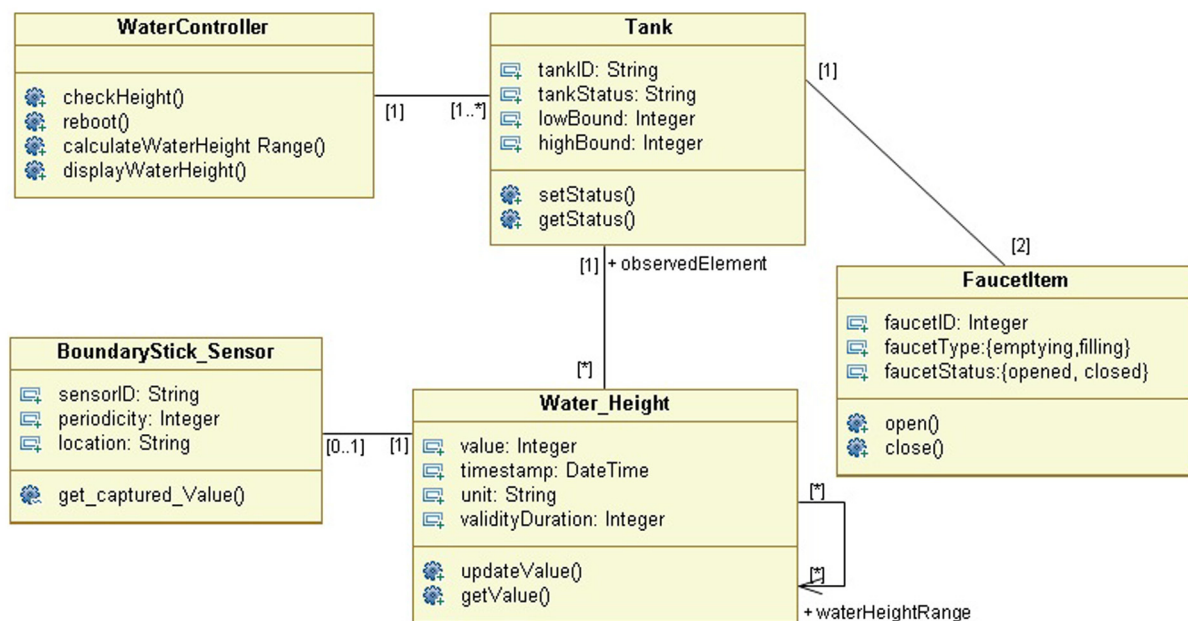 WaterController
checkHeight()
reboot()
calculateWaterHeight Range()
displayWaterHeight()
[1]
[1..*]
Tank
tankID: String
tankStatus: String
lowBound: Integer
highBound: Integer
setStatus()
getStatus()
[1]
[2]
[1]
+ observedElement
[*]
FaucetItem
faucetID: Integer
faucetType:{emptying,filling}
faucetStatus:{opened, closed}
open()
close()
BoundaryStick_Sensor
sensorID: String
periodicity: Integer
location: String
get_captured_Value()
[0..1]
[1]
Water_Height
value: Integer
timestamp: DateTime
unit: String
validityDuration: Integer
updateValue()
getValue()
[*]
[*]
+ waterHeightRange